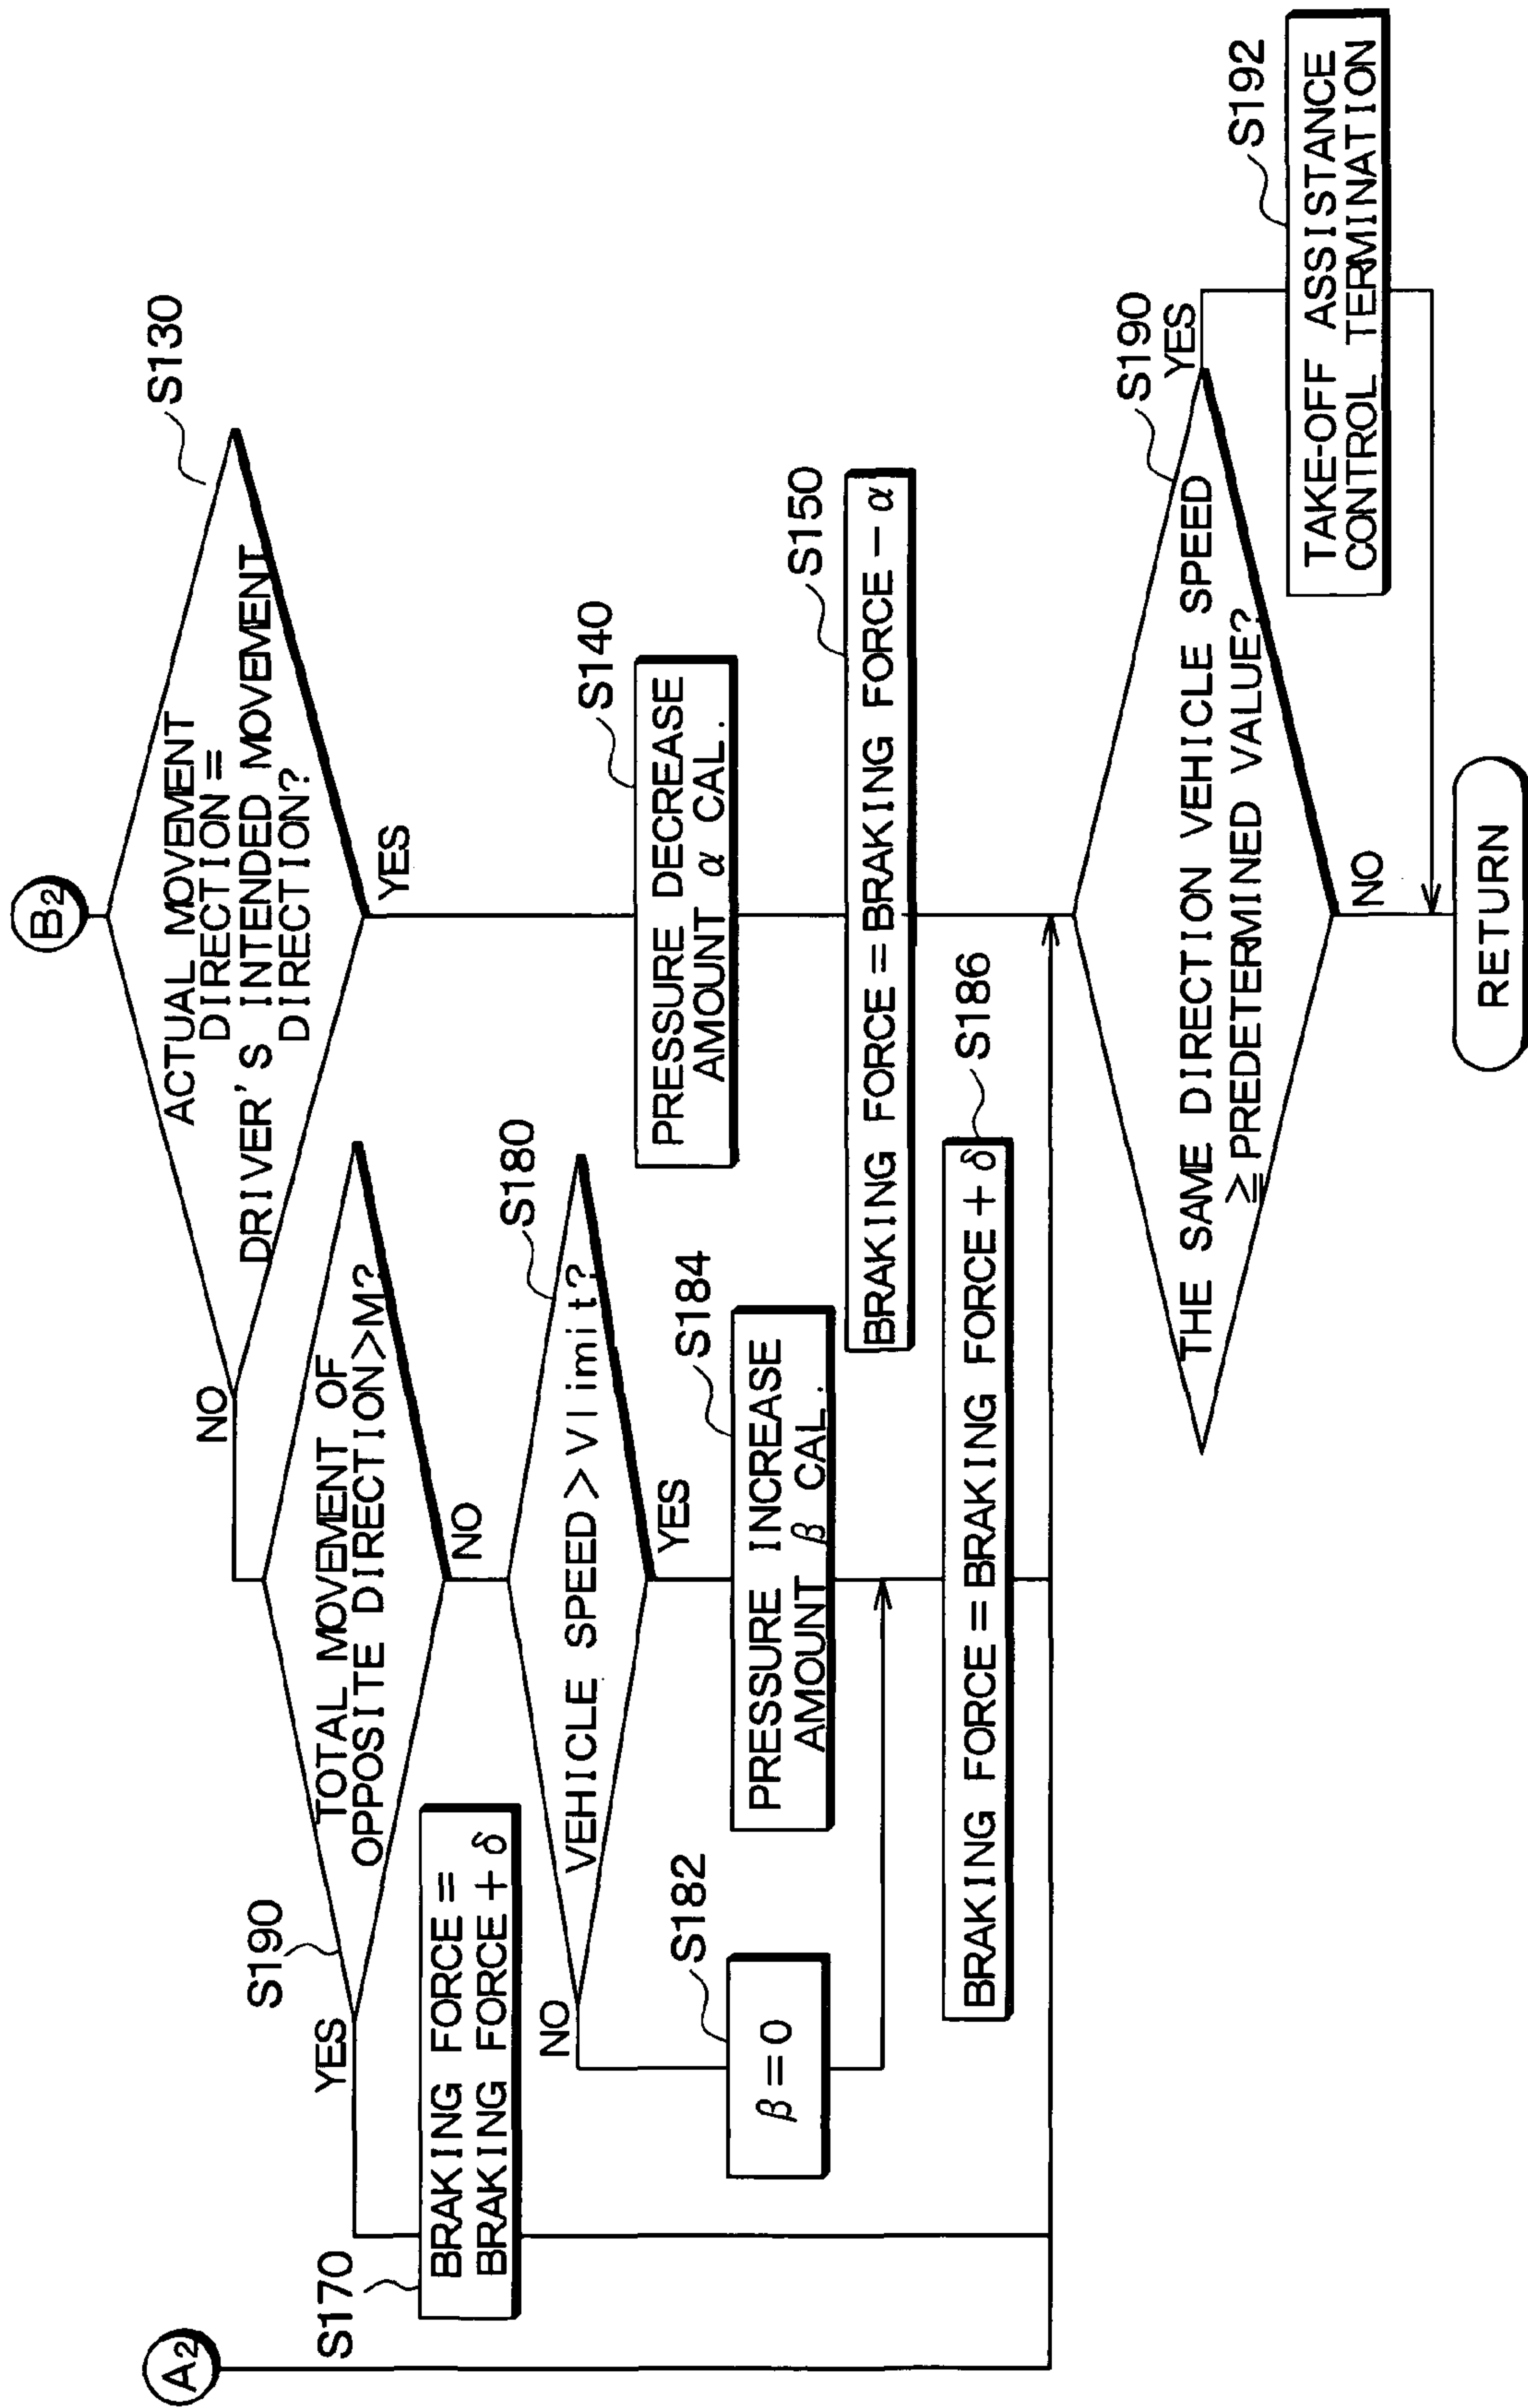 B2
S130
ACTUAL MOVEMENT
DIRECTION =
DRIVER'S INTENDED MOVEMENT
DIRECTION?
NO
YES
S190
TOTAL MOVEMENT OF
OPPOSITE DIRECTION>M?
YES
NO
S170
BRAKING FORCE =
BRAKING FORCE + δ
S180
VEHICLE SPEED > Vlimit?
NO
YES
S140
PRESSURE DECREASE
AMOUNT α CAL.
S182
β = 0
S184
PRESSURE INCREASE
AMOUNT β CAL.
S150
BRAKING FORCE = BRAKING FORCE − α
S186
BRAKING FORCE = BRAKING FORCE + δ
A2
S190
THE SAME DIRECTION VEHICLE SPEED
≧ PREDETERMINED VALUE?
YES
NO
S192
TAKE-OFF ASSISTANCE
CONTROL TERMINATION
RETURN